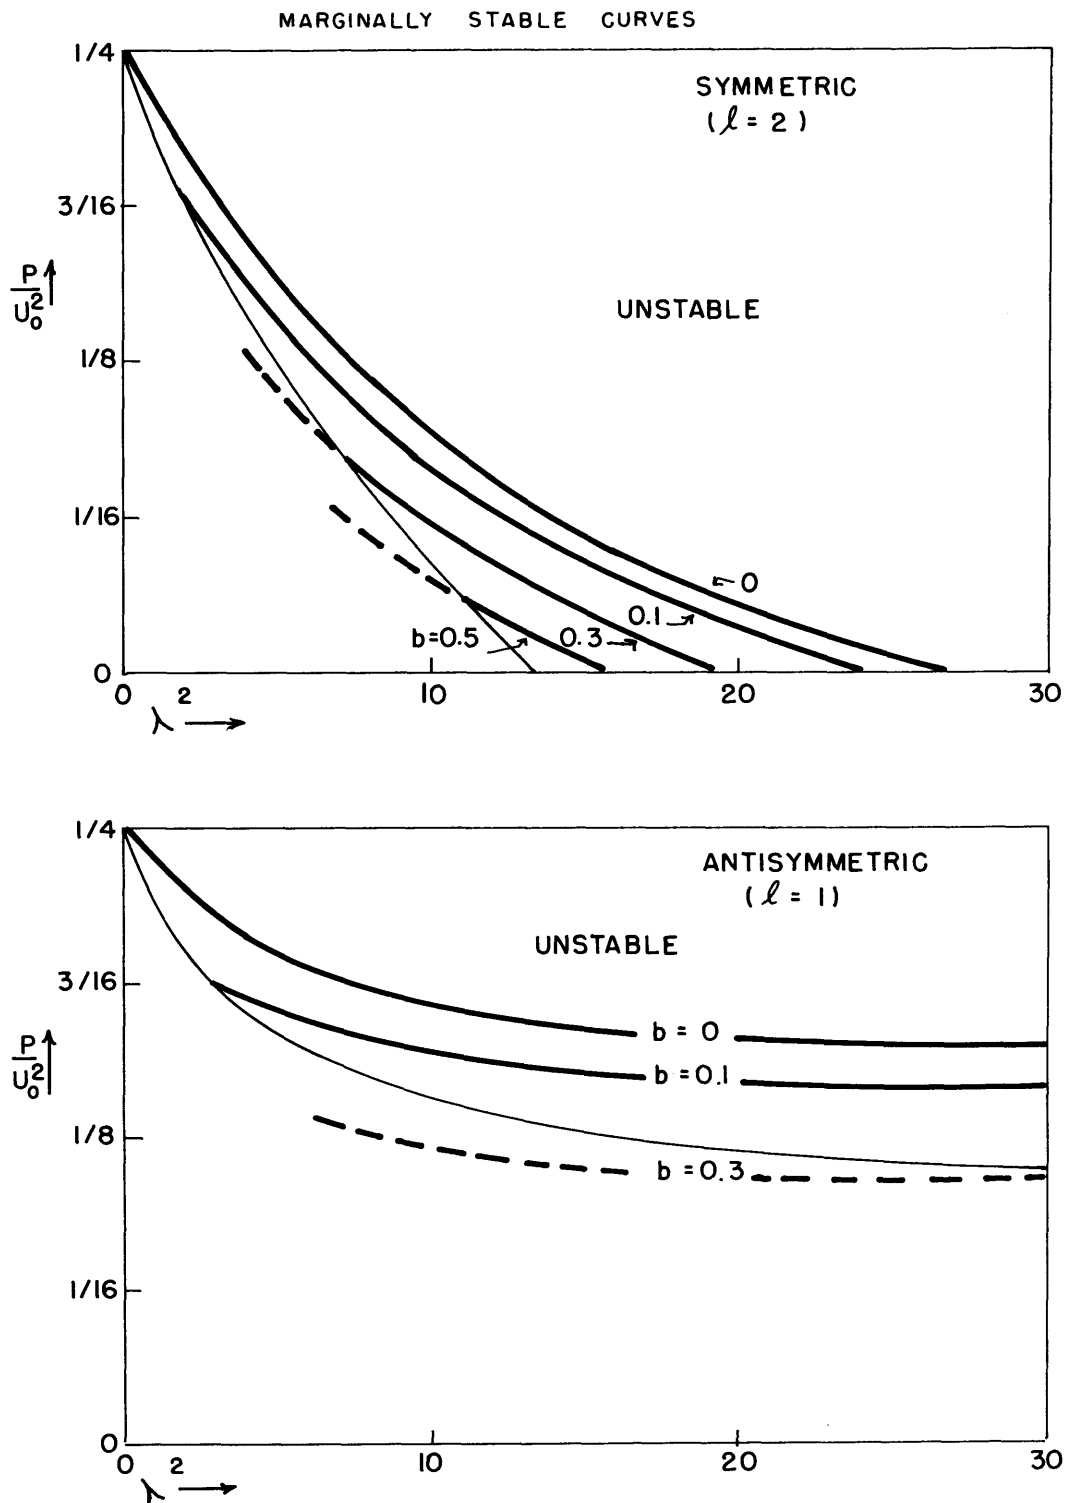 MARGINALLY STABLE CURVES
1/4
SYMMETRIC
(ℓ = 2)
3/16
P/U₀²
UNSTABLE
1/8
1/16
0
0.1
b=0.5
0.3
0
0 10 20 30
λ²
1/4
ANTISYMMETRIC
(ℓ = 1)
UNSTABLE
3/16
b = 0
P/U₀²
b = 0.1
1/8
b = 0.3
1/16
0
0 10 20 30
λ²